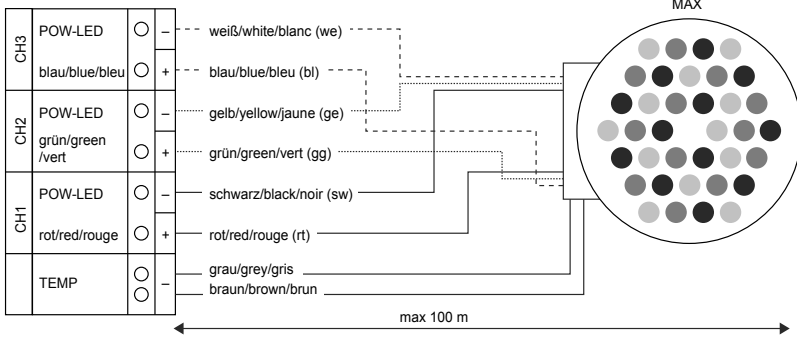 MAX
CH3
POW-LED
–
weiß/white/blanc (we)
blau/blue/bleu
+
blau/blue/bleu (bl)
CH2
POW-LED
–
gelb/yellow/jaune (ge)
grün/green
/vert
+
grün/green/vert (gg)
CH1
POW-LED
–
schwarz/black/noir (sw)
rot/red/rouge
+
rot/red/rouge (rt)
TEMP
–
grau/grey/gris
braun/brown/brun
max 100 m